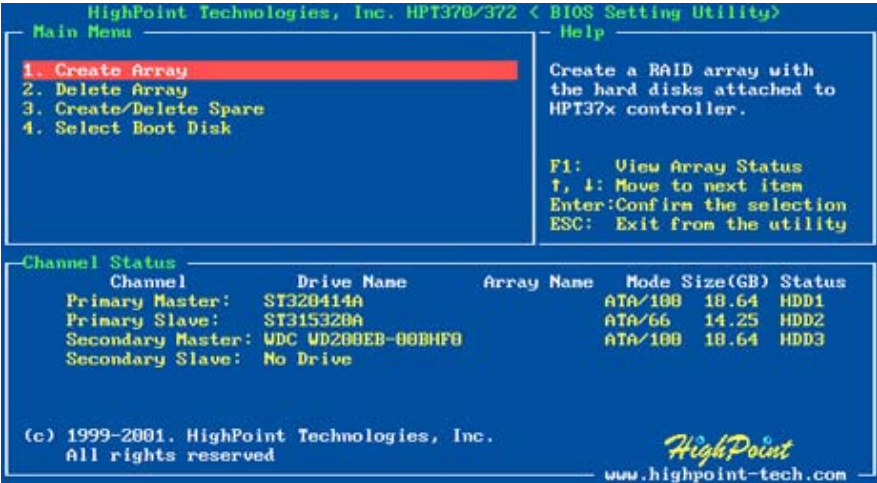 HighPoint Technologies, Inc. HPT370/372 < BIOS Setting Utility>
Main Menu
1. Create Array
2. Delete Array
3. Create/Delete Spare
4. Select Boot Disk
Help
Create a RAID array with
the hard disks attached to
HPT37x controller.
F1: View Array Status
↑, ↓: Move to next item
Enter:Confirm the selection
ESC: Exit from the utility
Channel Status
Channel Drive Name Array Name Mode Size(GB) Status
Primary Master: ST320414A ATA/100 18.64 HDD1
Primary Slave: ST315320A ATA/66 14.25 HDD2
Secondary Master: WDC WD200EB-00BHF0 ATA/100 18.64 HDD3
Secondary Slave: No Drive
(c) 1999-2001. HighPoint Technologies, Inc.
All rights reserved
HighPoint
www.highpoint-tech.com